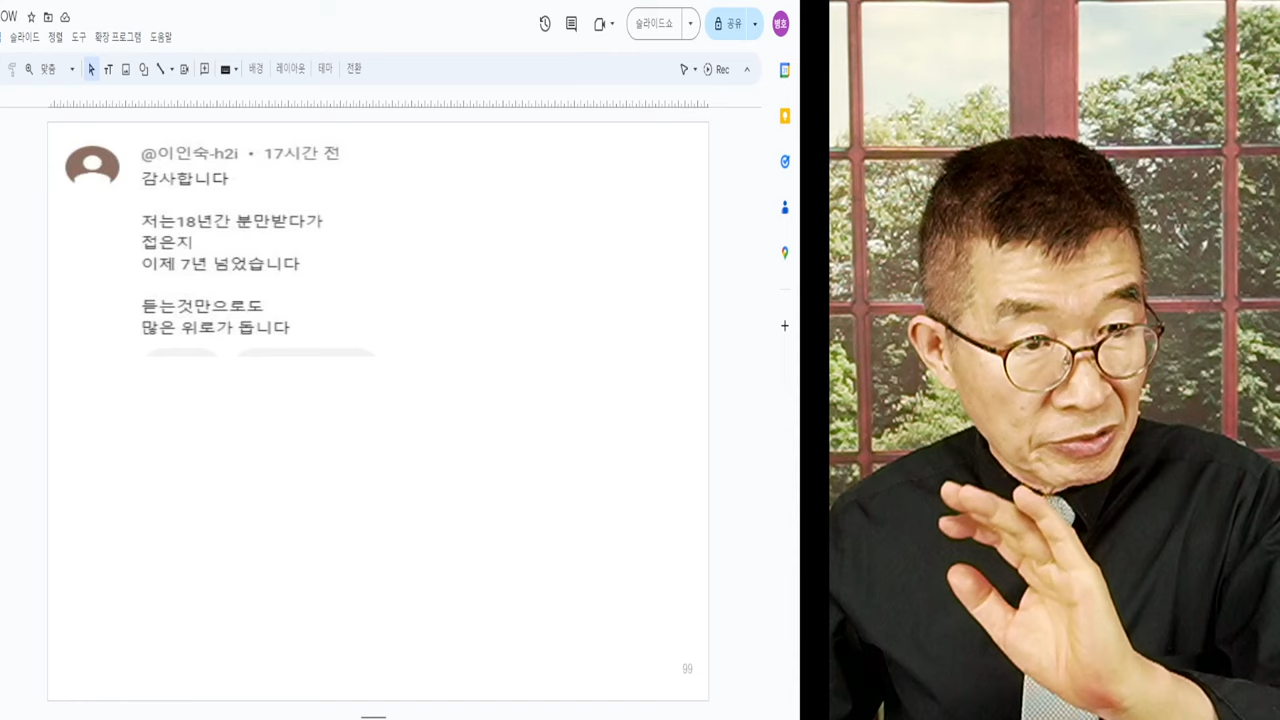 OW
슬라이드 정렬 도구 확장 프로그램 도움말
슬라이드쇼
공유
병호
맞춤
배경 레이아웃 테마 전환
Rec
@이인숙-h2i • 17시간 전
감사합니다
저는18년간 분만받다가
접은지
이제 7년 넘었습니다
듣는것만으로도
많은 위로가 됩니다
99